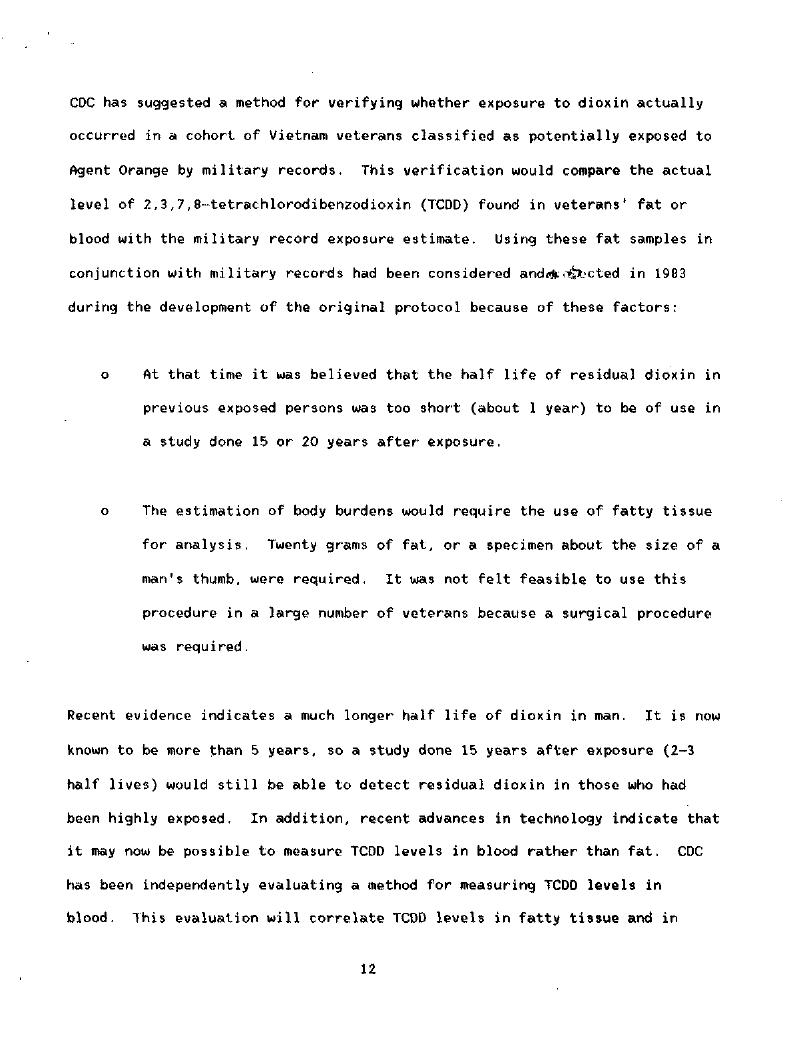 CDC has suggested a method for verifying whether exposure to dioxin actually
occurred in a cohort of Vietnam veterans classified as potentially exposed to
Agent Orange by military records. This verification would compare the actual
level of 2,3,7,8-tetrachlorodibenzodioxin (TCDD) found in veterans' fat or
blood with the military record exposure estimate. Using these fat samples in
conjunction with military records had been considered and in 1983
during the development of the original protocol because of these factors:
o At that time it was believed that the half life of residual dioxin in
previous exposed persons was too short (about 1 year) to be of use in
a study done 15 or 20 years after exposure.
o The estimation of body burdens would require the use of fatty tissue
for analysis. Twenty grams of fat, or a specimen about the size of a
man's thumb, were required. It was not felt feasible to use this
procedure in a large number of veterans because a surgical procedure
was required.
Recent evidence indicates a much longer half life of dioxin in man. It is now
known to be more than 5 years, so a study done 15 years after exposure (2-3
half lives) would still be able to detect residual dioxin in those who had
been highly exposed. In addition, recent advances in technology indicate that
it may now be possible to measure TCDD levels in blood rather than fat. CDC
has been independently evaluating a method for measuring TCDD levels in
blood. This evaluation will correlate TCDD levels in fatty tissue and in
12